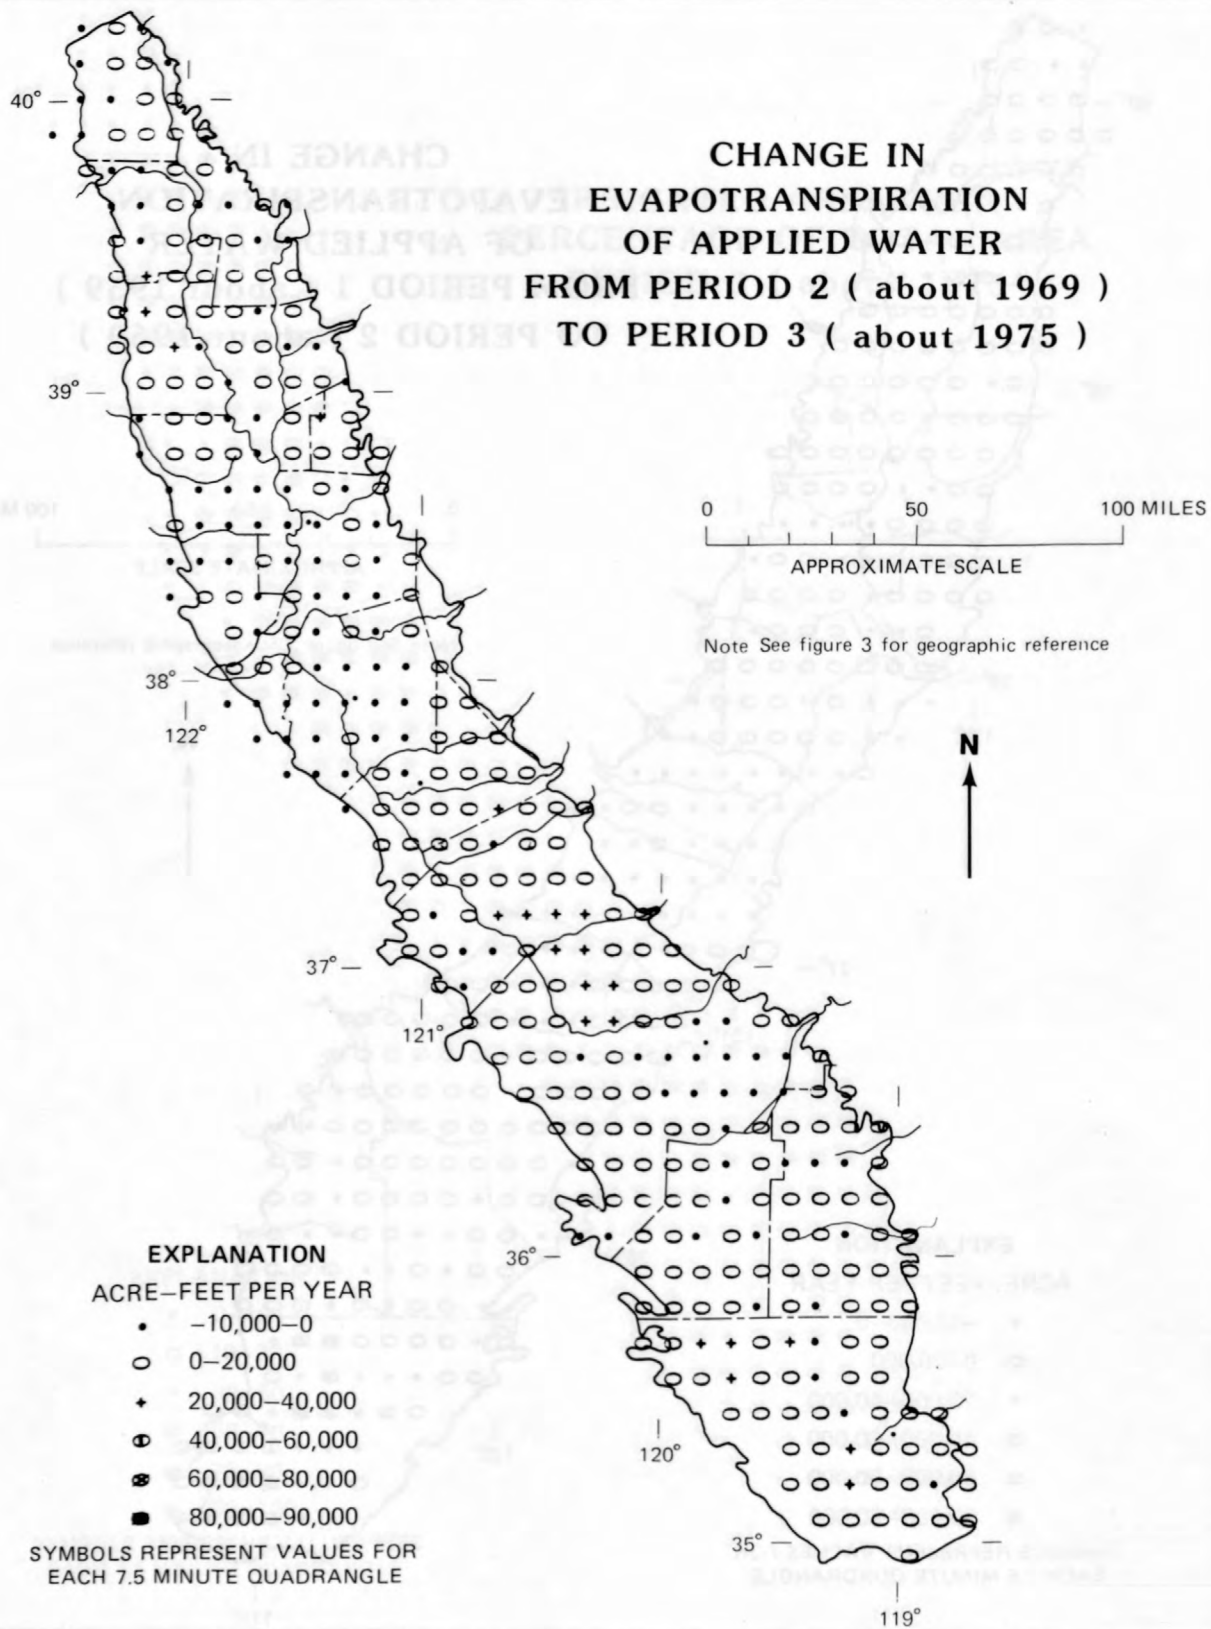 CHANGE IN
EVAPOTRANSPIRATION
OF APPLIED WATER
FROM PERIOD 2 ( about 1969 )
TO PERIOD 3 ( about 1975 )
40°
39°
0 50 100 MILES
APPROXIMATE SCALE
Note See figure 3 for geographic reference
38°
122°
N
37°
121°
36°
EXPLANATION
ACRE–FEET PER YEAR
–10,000–0
0–20,000
20,000–40,000
40,000–60,000
60,000–80,000
80,000–90,000
SYMBOLS REPRESENT VALUES FOR
EACH 7.5 MINUTE QUADRANGLE
120°
35°
119°